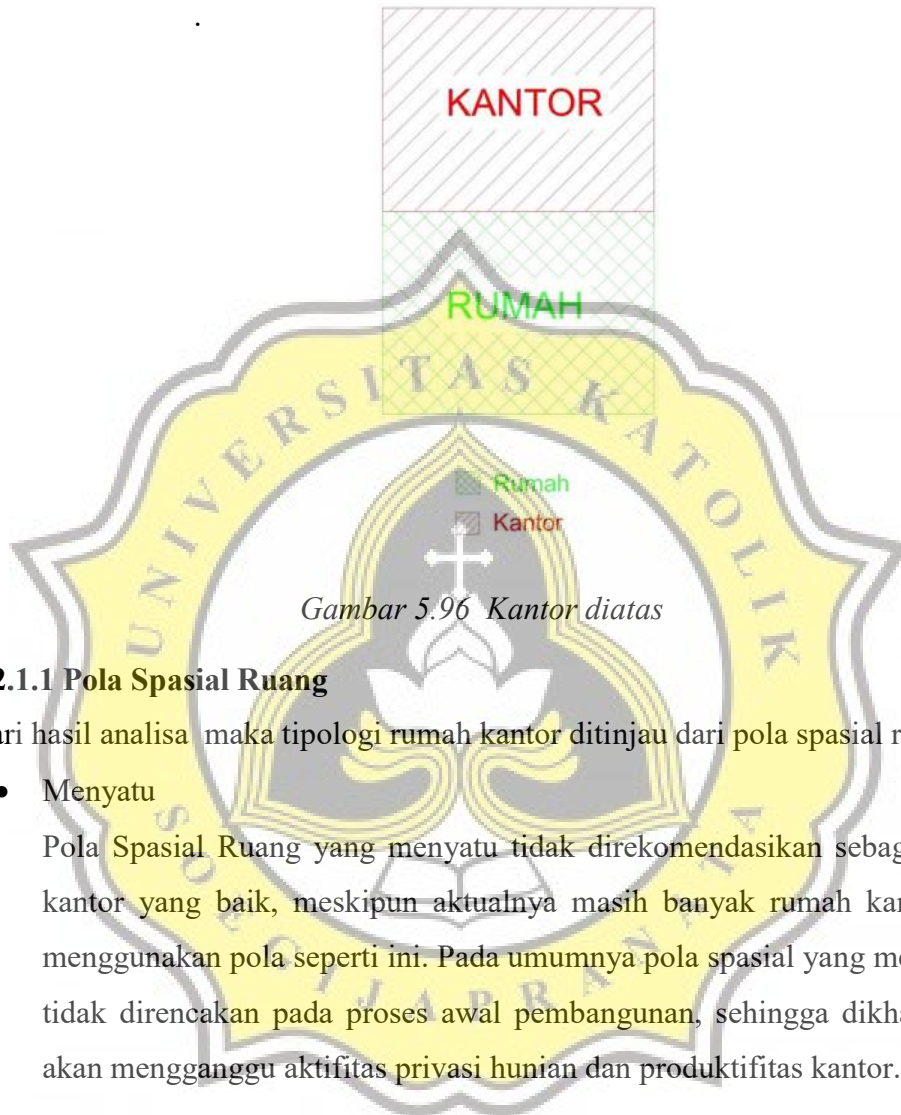 .
KANTOR
RUMAH
Rumah
Kantor
UNIVERSITAS KATOLIK
SOEGIJAPRANATA
Gambar 5.96 Kantor diatas
2.1.1 Pola Spasial Ruang
ri hasil analisa maka tipologi rumah kantor ditinjau dari pola spasial r
• Menyatu
Pola Spasial Ruang yang menyatu tidak direkomendasikan sebag
kantor yang baik, meskipun aktualnya masih banyak rumah kan
menggunakan pola seperti ini. Pada umumnya pola spasial yang me
tidak direncakan pada proses awal pembangunan, sehingga dikha
akan mengganggu aktifitas privasi hunian dan produktifitas kantor.